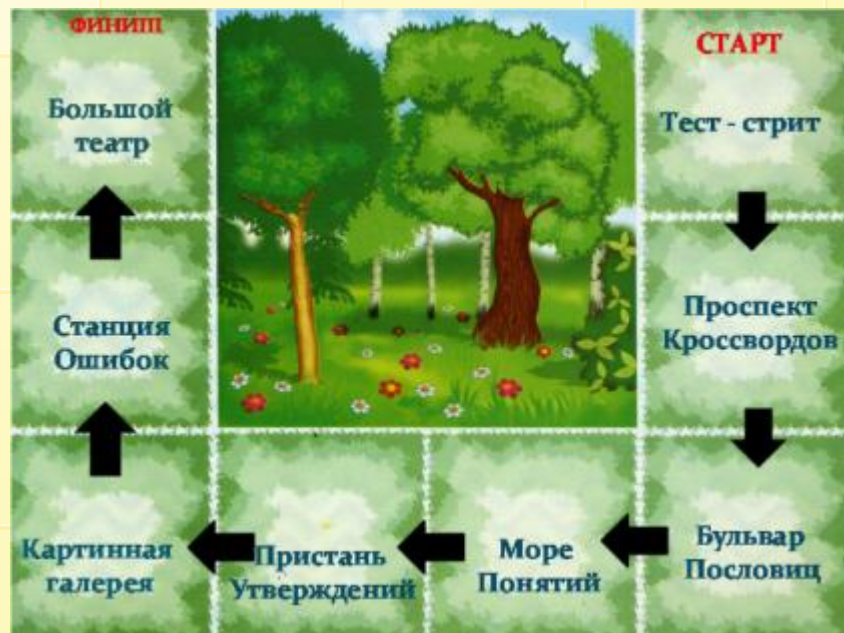 ФИНИШ
Большой
театр
СТАРТ
Тест - стрит
Станция
Ошибок
Проспект
Кроссвордов
Картинная
галерея
Пристань
Утверждений
Море
Понятий
Бульвар
Пословиц